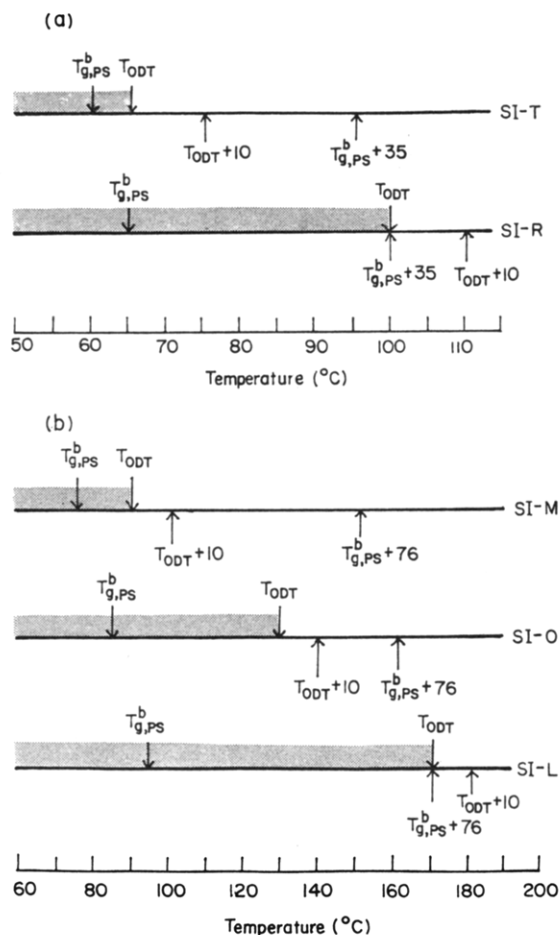 (a)
T^b_g,PS T_ODT
SI-T
T_ODT+10 T^b_g,PS+35
T^b_g,PS T_ODT
SI-R
T^b_g,PS+35 T_ODT+10
50 60 70 80 90 100 110
Temperature (°C)
(b)
T^b_g,PS T_ODT
SI-M
T_ODT+10 T^b_g,PS+76
T^b_g,PS T_ODT
SI-O
T_ODT+10 T^b_g,PS+76
T^b_g,PS T_ODT
SI-L
T^b_g,PS+76 T_ODT+10
60 80 100 120 140 160 180 200
Temperature (°C)